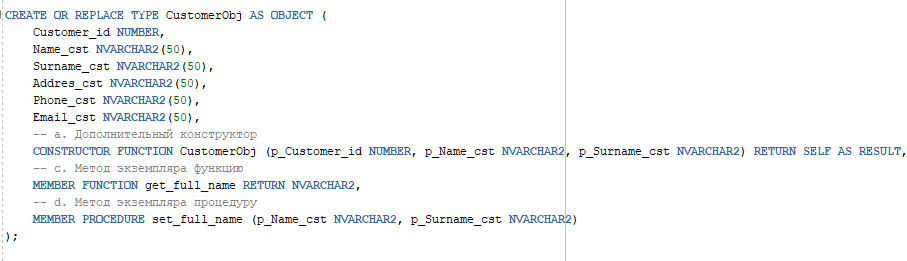 CREATE OR REPLACE TYPE CustomerObj AS OBJECT (
    Customer_id NUMBER,
    Name_cst NVARCHAR2(50),
    Surname_cst NVARCHAR2(50),
    Addres_cst NVARCHAR2(50),
    Phone_cst NVARCHAR2(50),
    Email_cst NVARCHAR2(50),
    -- a. Дополнительный конструктор
    CONSTRUCTOR FUNCTION CustomerObj (p_Customer_id NUMBER, p_Name_cst NVARCHAR2, p_Surname_cst NVARCHAR2) RETURN SELF AS RESULT,
    -- c. Метод экземпляра функцию
    MEMBER FUNCTION get_full_name RETURN NVARCHAR2,
    -- d. Метод экземпляра процедуру
    MEMBER PROCEDURE set_full_name (p_Name_cst NVARCHAR2, p_Surname_cst NVARCHAR2)
);